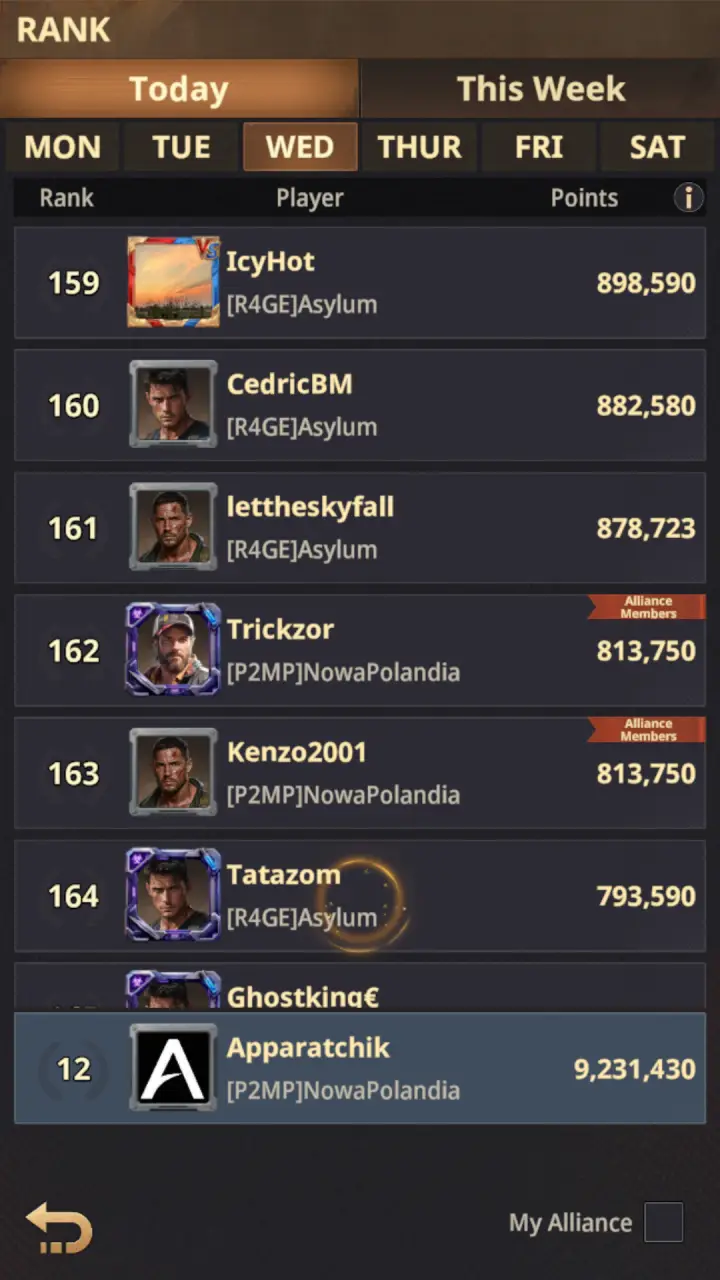 RANK
Today This Week
MON TUE WED THUR FRI SAT
Rank Player Points i
VS
159 IcyHot 898,590
[R4GE]Asylum
160 CedricBM 882,580
[R4GE]Asylum
161 lettheskyfall 878,723
[R4GE]Asylum
Alliance
Members
162 Trickzor 813,750
[P2MP]NowaPolandia
Alliance
Members
163 Kenzo2001 813,750
[P2MP]NowaPolandia
164 Tatazom 793,590
[R4GE]Asylum
Ghostking€
12 Apparatchik 9,231,430
A
[P2MP]NowaPolandia
My Alliance